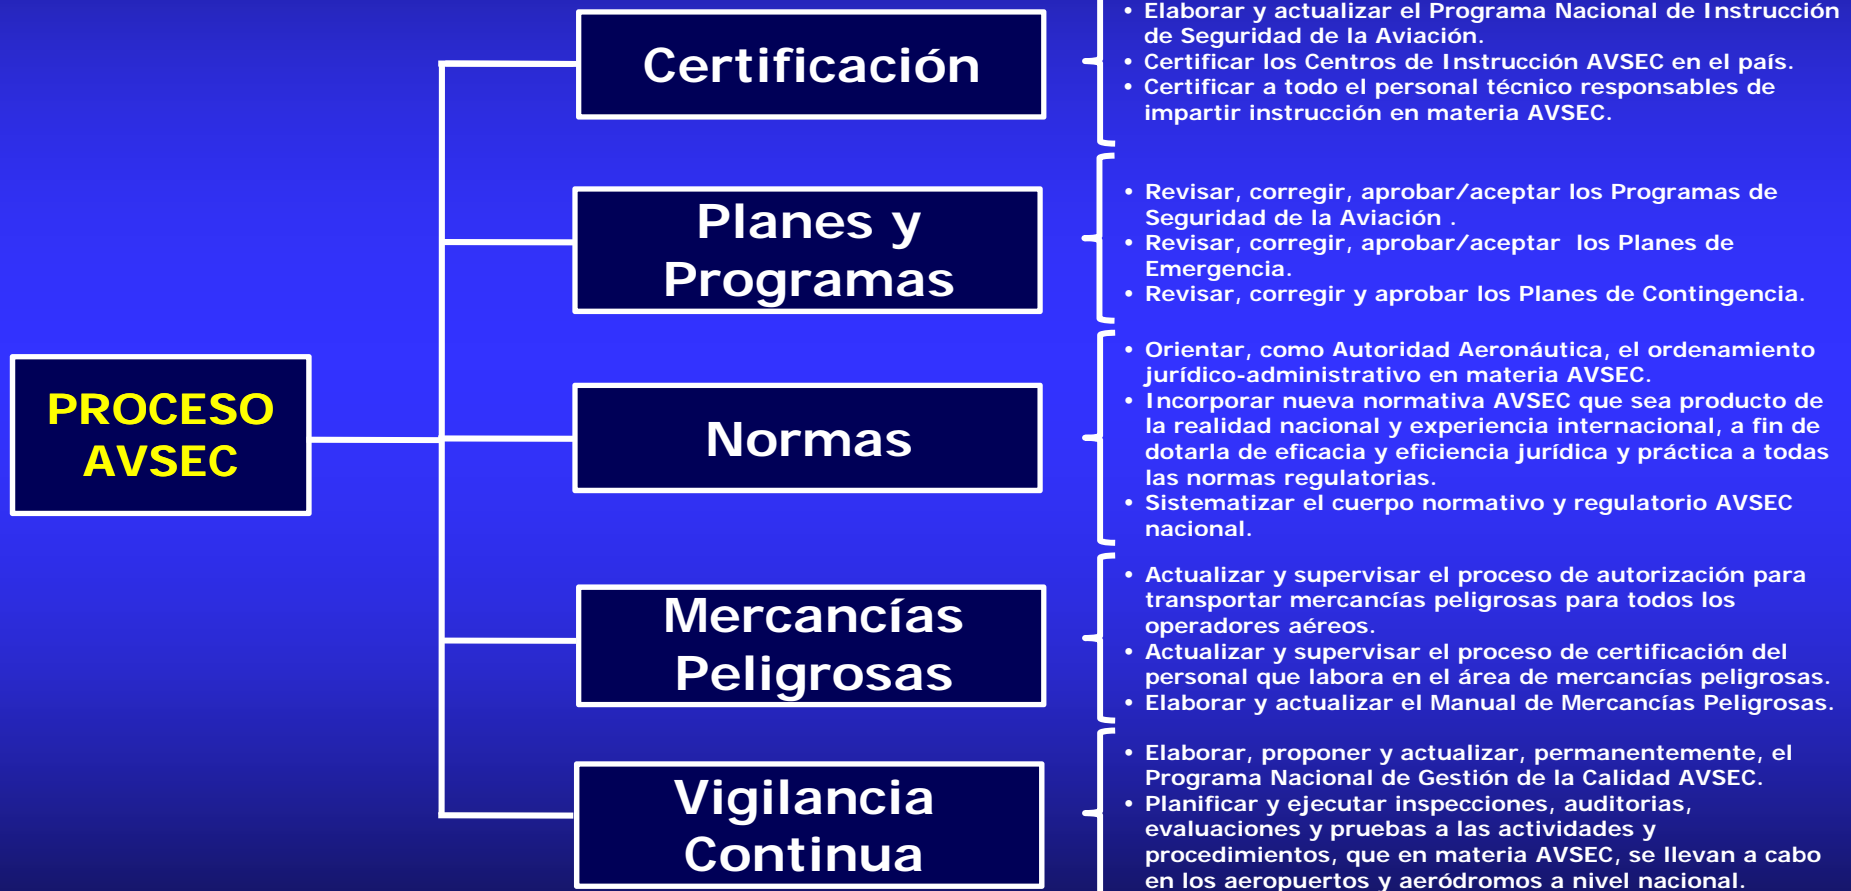 PROCESO
AVSEC
Certificación
• Elaborar y actualizar el Programa Nacional de Instrucción
de Seguridad de la Aviación.
• Certificar los Centros de Instrucción AVSEC en el país.
• Certificar a todo el personal técnico responsables de
impartir instrucción en materia AVSEC.
Planes y
Programas
• Revisar, corregir, aprobar/aceptar los Programas de
Seguridad de la Aviación .
• Revisar, corregir, aprobar/aceptar los Planes de
Emergencia.
• Revisar, corregir y aprobar los Planes de Contingencia.
Normas
• Orientar, como Autoridad Aeronáutica, el ordenamiento
jurídico-administrativo en materia AVSEC.
• Incorporar nueva normativa AVSEC que sea producto de
la realidad nacional y experiencia internacional, a fin de
dotarla de eficacia y eficiencia jurídica y práctica a todas
las normas regulatorias.
• Sistematizar el cuerpo normativo y regulatorio AVSEC
nacional.
Mercancías
Peligrosas
• Actualizar y supervisar el proceso de autorización para
transportar mercancías peligrosas para todos los
operadores aéreos.
• Actualizar y supervisar el proceso de certificación del
personal que labora en el área de mercancías peligrosas.
• Elaborar y actualizar el Manual de Mercancías Peligrosas.
Vigilancia
Continua
• Elaborar, proponer y actualizar, permanentemente, el
Programa Nacional de Gestión de la Calidad AVSEC.
• Planificar y ejecutar inspecciones, auditorias,
evaluaciones y pruebas a las actividades y
procedimientos, que en materia AVSEC, se llevan a cabo
en los aeropuertos y aeródromos a nivel nacional.